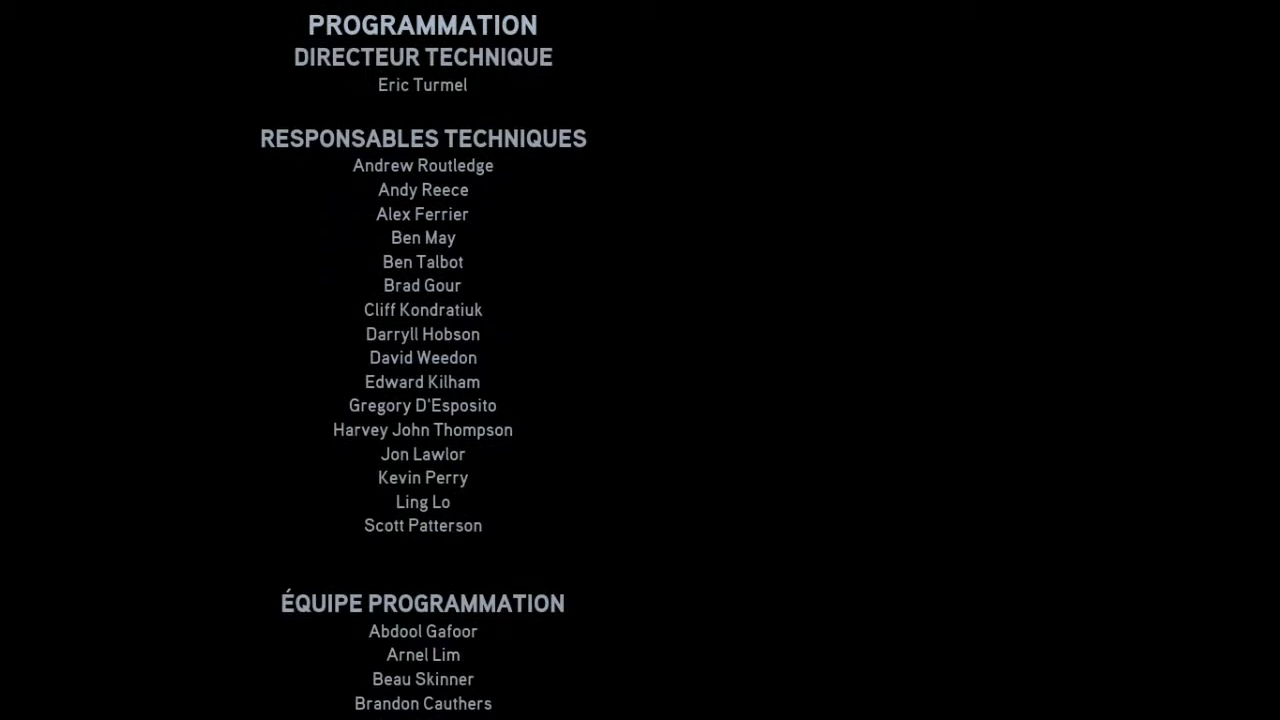 PROGRAMMATION
DIRECTEUR TECHNIQUE
Eric Turmel
RESPONSABLES TECHNIQUES
Andrew Routledge
Andy Reece
Alex Ferrier
Ben May
Ben Talbot
Brad Gour
Cliff Kondratiuk
Darryll Hobson
David Weedon
Edward Kilham
Gregory D'Esposito
Harvey John Thompson
Jon Lawlor
Kevin Perry
Ling Lo
Scott Patterson
ÉQUIPE PROGRAMMATION
Abdool Gafoor
Arnel Lim
Beau Skinner
Brandon Cauthers